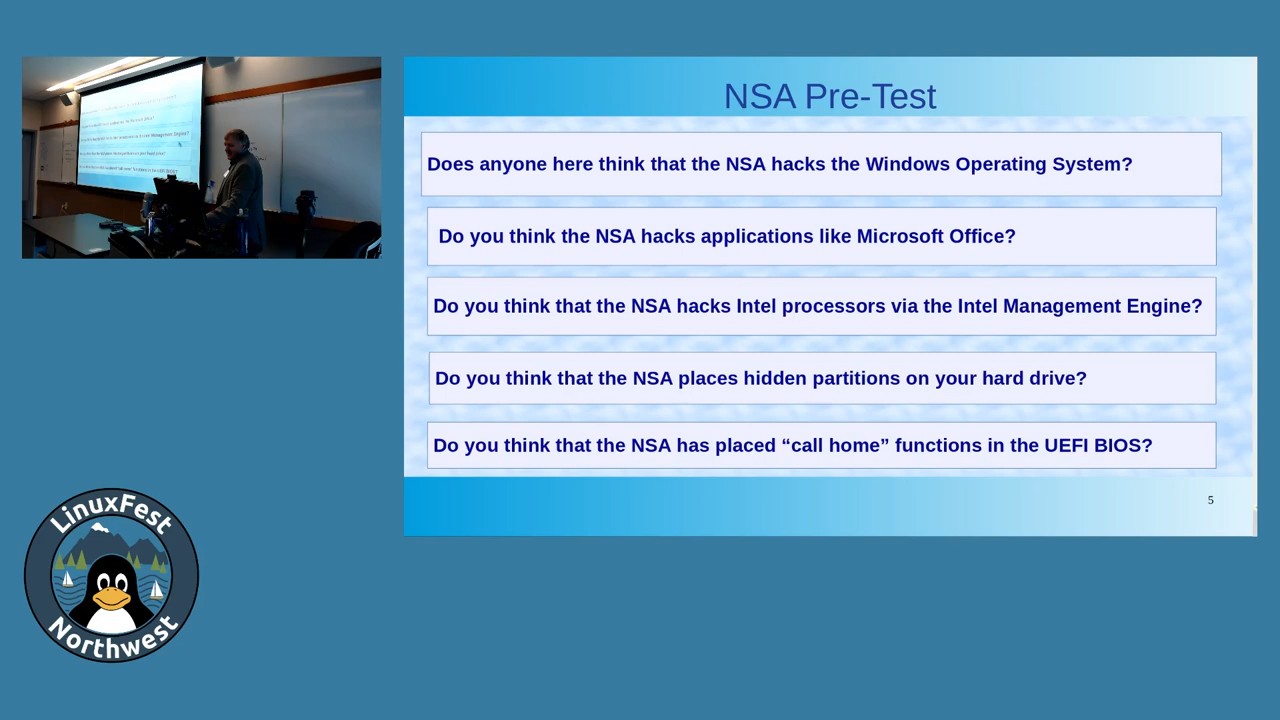 NSA Pre-Test
Does anyone here think that the NSA hacks the Windows Operating System?
Do you think the NSA hacks applications like Microsoft Office?
Do you think that the NSA hacks Intel processors via the Intel Management Engine?
Do you think that the NSA places hidden partitions on your hard drive?
Do you think that the NSA has placed “call home” functions in the UEFI BIOS?
5
LinuxFest
Northwest